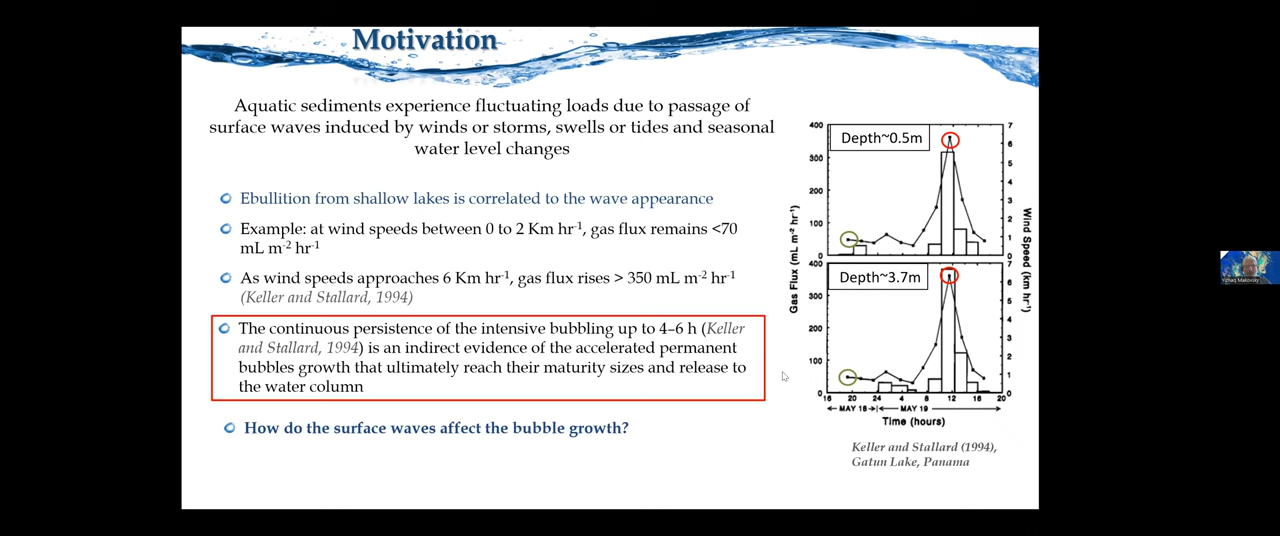 Motivation
Aquatic sediments experience fluctuating loads due to passage of
surface waves induced by winds or storms, swells or tides and seasonal
water level changes
Ebullition from shallow lakes is correlated to the wave appearance
Example: at wind speeds between 0 to 2 Km hr-1, gas flux remains <70
mL m-2 hr-1
As wind speeds approaches 6 Km hr-1, gas flux rises > 350 mL m-2 hr-1
(Keller and Stallard, 1994)
The continuous persistence of the intensive bubbling up to 4–6 h (Keller
and Stallard, 1994) is an indirect evidence of the accelerated permanent
bubbles growth that ultimately reach their maturity sizes and release to
the water column
How do the surface waves affect the bubble growth?
Depth~0.5m
400
300
200
100
0
7
6
5
4
3
2
1
0
Depth~3.7m
400
300
200
100
0
7
6
5
4
3
2
1
0
Gas Flux (mL m-2 hr-1)
Wind Speed (km hr-1)
16 20 24 4 8 12 16 20
MAY 18 MAY 19
Time (hours)
Keller and Stallard (1994),
Gatun Lake, Panama
Yizhaq Makovsky